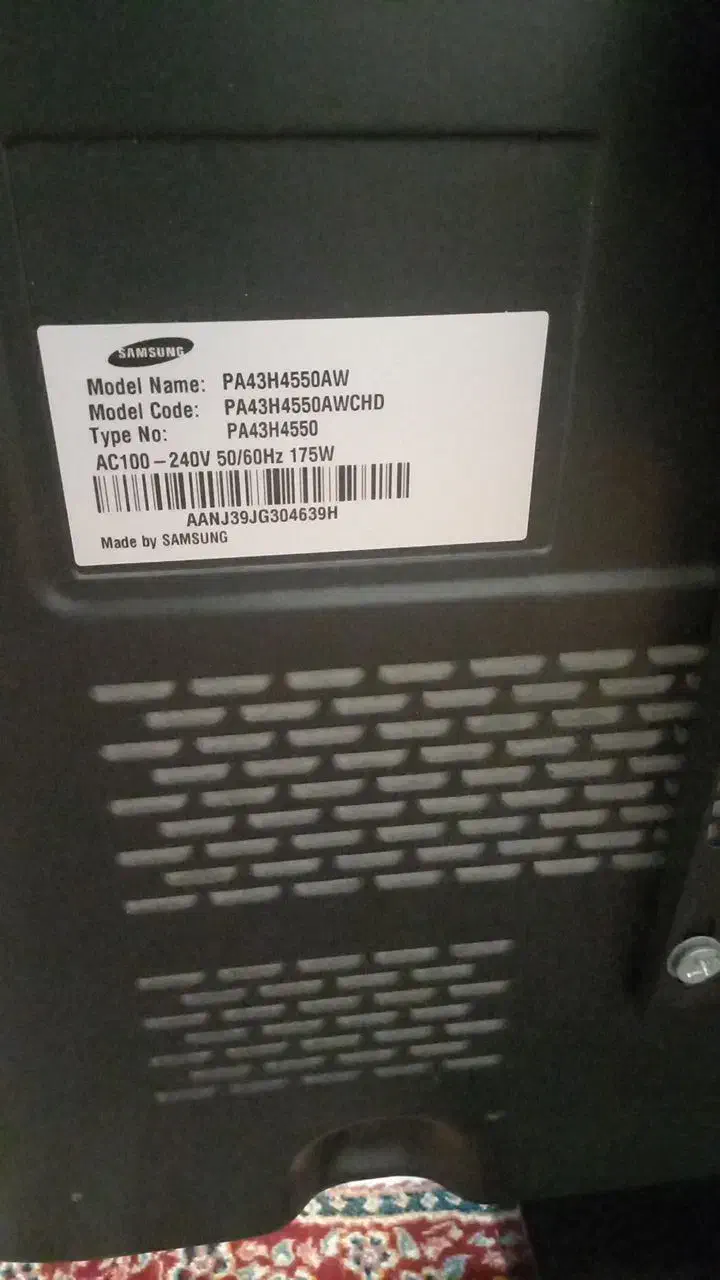 SAMSUNG
Model Name: PA43H4550AW
Model Code: PA43H4550AWCHD
Type No: PA43H4550
AC100-240V 50/60Hz 175W
AANJ39JG304639H
Made by SAMSUNG